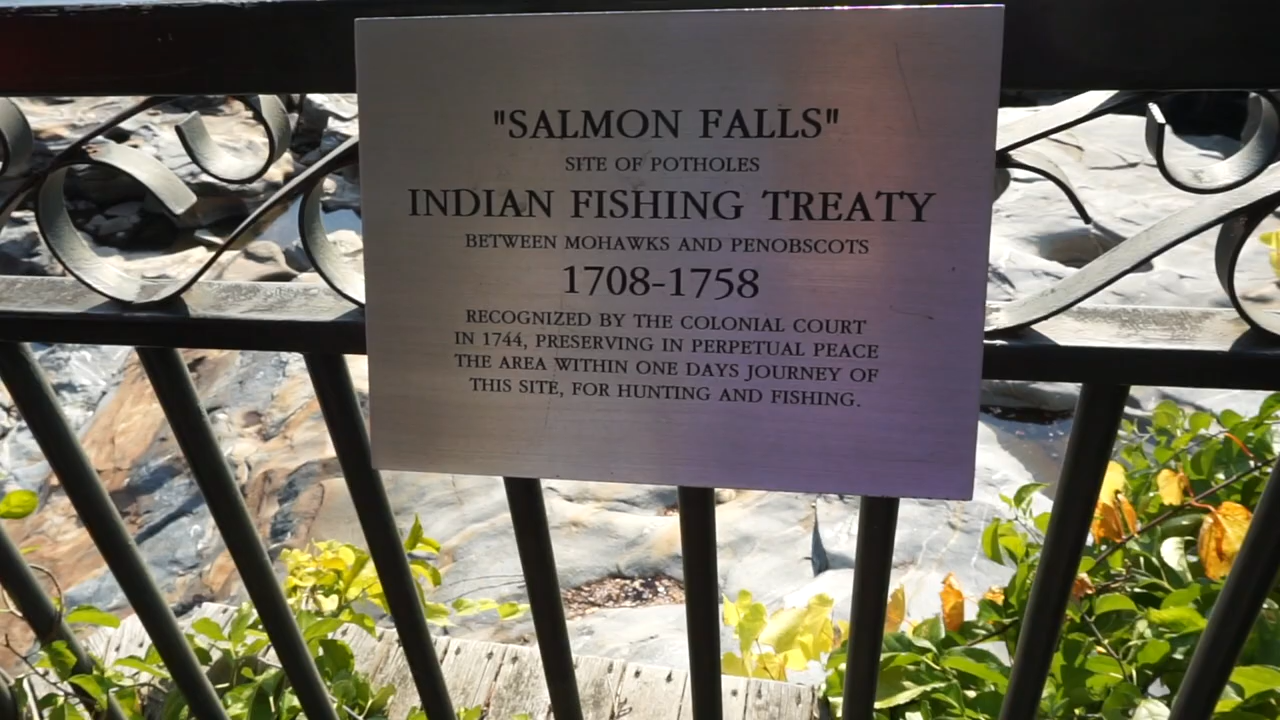 "SALMON FALLS"
SITE OF POTHOLES
INDIAN FISHING TREATY
BETWEEN MOHAWKS AND PENOBSCOTS
1708-1758
RECOGNIZED BY THE COLONIAL COURT
IN 1744, PRESERVING IN PERPETUAL PEACE
THE AREA WITHIN ONE DAYS JOURNEY OF
THIS SITE, FOR HUNTING AND FISHING.